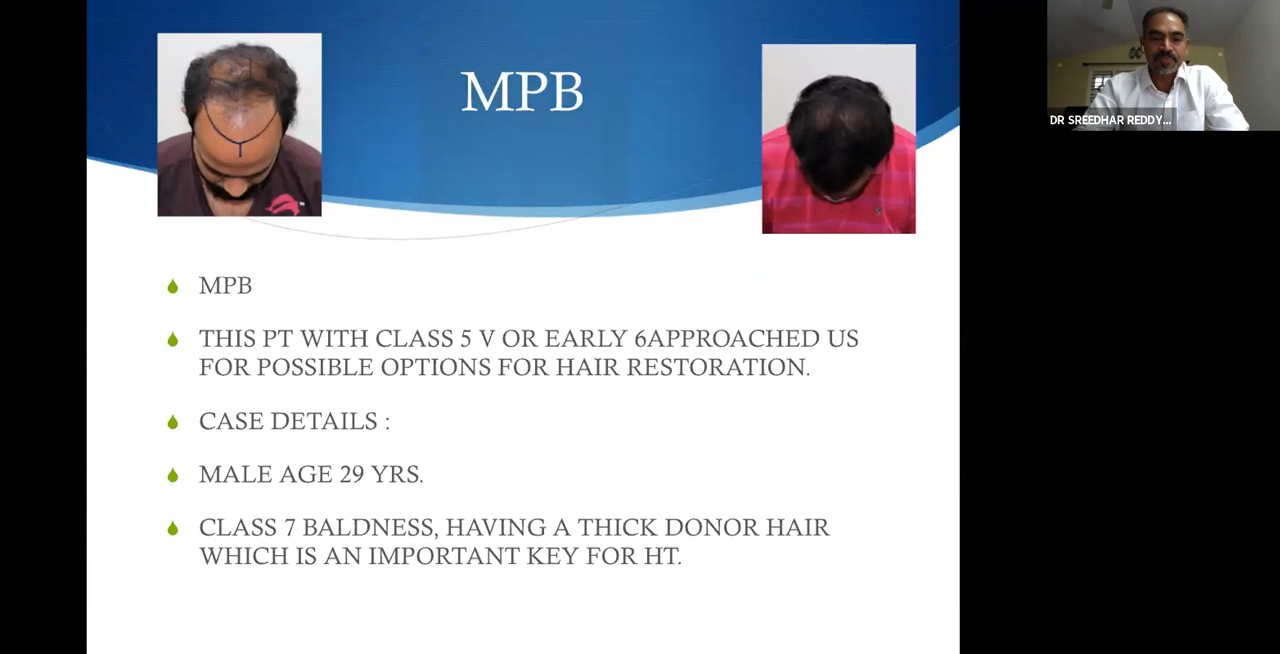 MPB
DR SREEDHAR REDDY...
MPB
THIS PT WITH CLASS 5 V OR EARLY 6APPROACHED US
FOR POSSIBLE OPTIONS FOR HAIR RESTORATION.
CASE DETAILS :
MALE AGE 29 YRS.
CLASS 7 BALDNESS, HAVING A THICK DONOR HAIR
WHICH IS AN IMPORTANT KEY FOR HT.